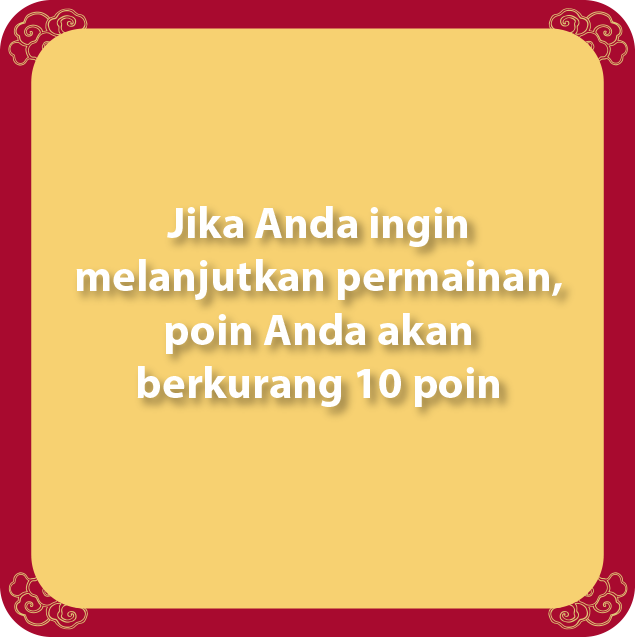 Jika Anda ingin
melanjutkan permainan,
poin Anda akan
berkurang 10 poin